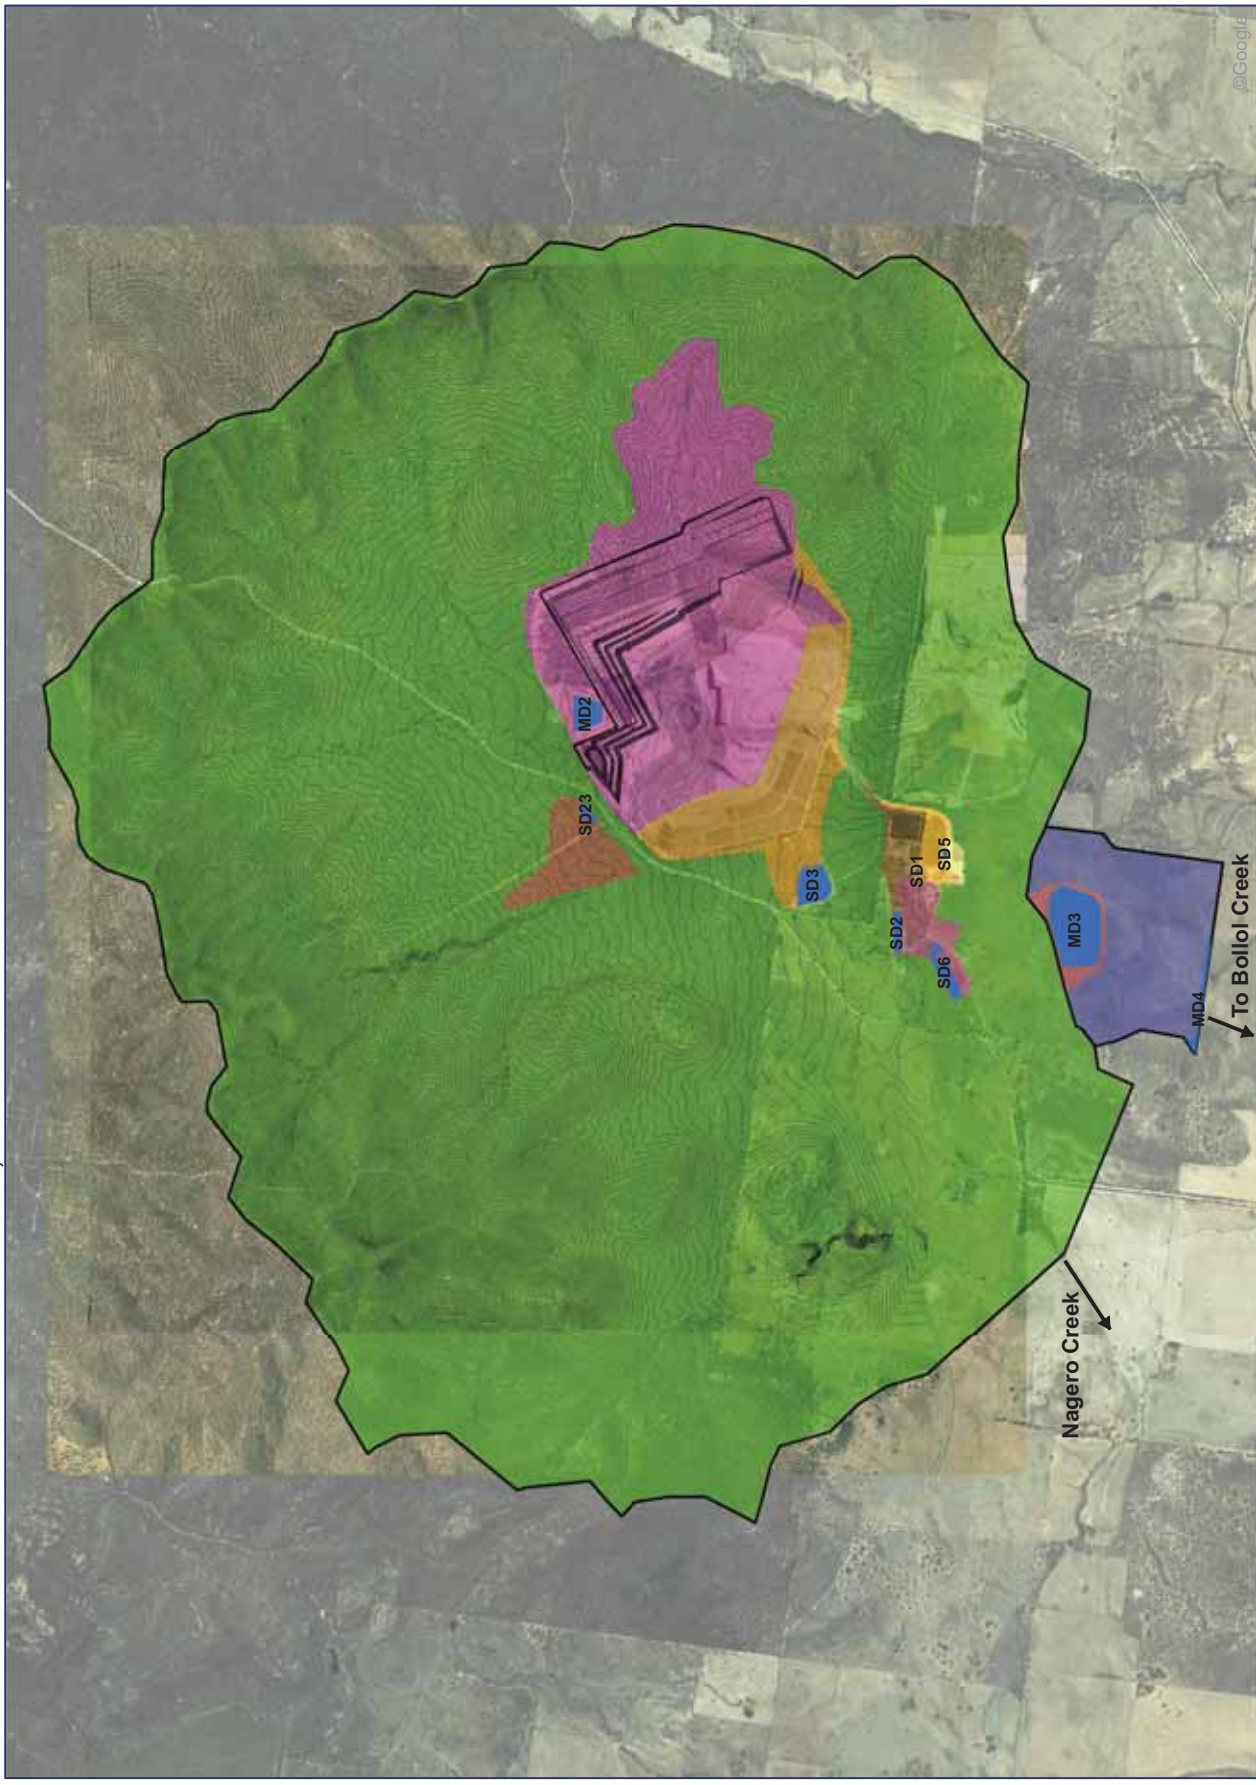 ©Google
MD2
SD23
SD3
SD1
SD5
SD2
SD6
MD3
MD4
To Bollol Creek
Nagero Creek